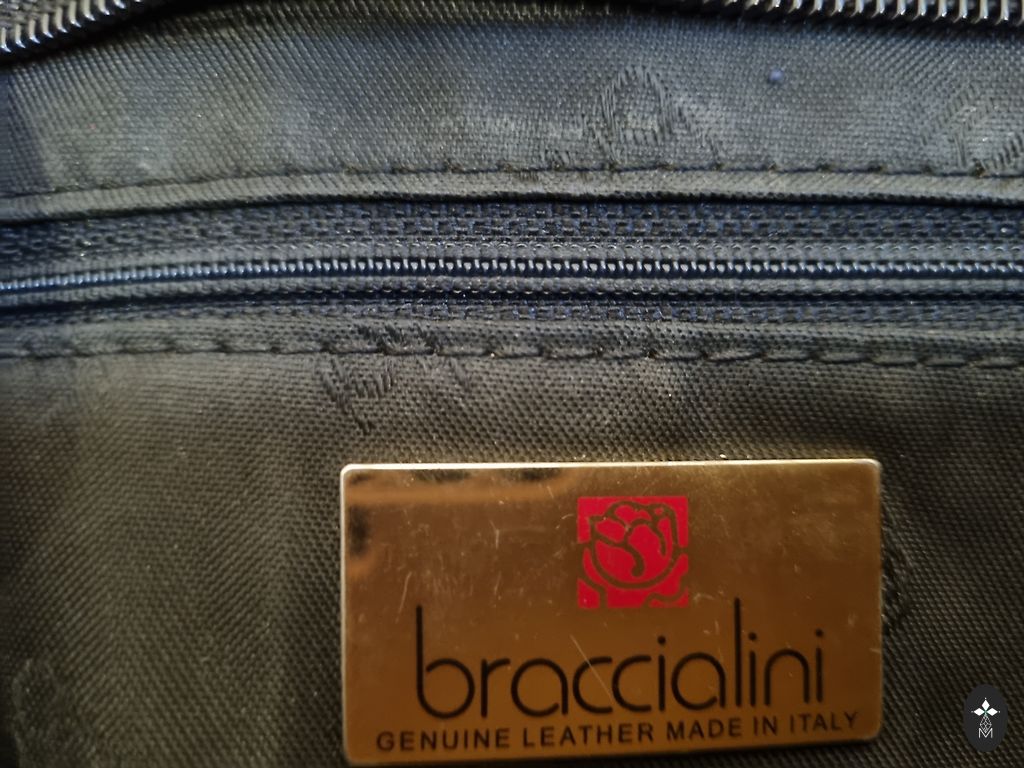 braccialini
GENUINE LEATHER MADE IN ITALY
M